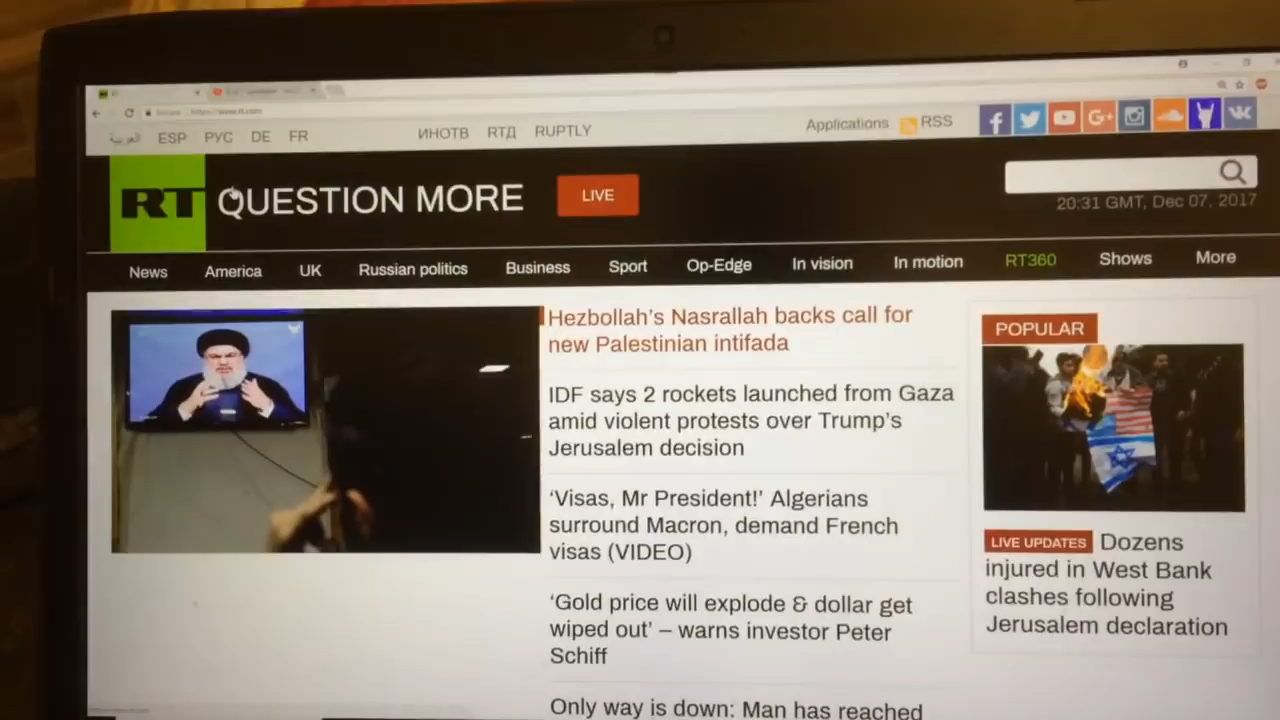 https://www.rt.com
العربية ESP РУС DE FR ИНОТВ RTД RUPTLY Applications RSS
RT QUESTION MORE LIVE
20:31 GMT, Dec 07, 2017
News America UK Russian politics Business Sport Op-Edge In vision In motion RT360 Shows More
Hezbollah's Nasrallah backs call for
new Palestinian intifada
IDF says 2 rockets launched from Gaza
amid violent protests over Trump's
Jerusalem decision
‘Visas, Mr President!’ Algerians
surround Macron, demand French
visas (VIDEO)
‘Gold price will explode & dollar get
wiped out’ – warns investor Peter
Schiff
Only way is down: Man has reached
POPULAR
LIVE UPDATES Dozens
injured in West Bank
clashes following
Jerusalem declaration